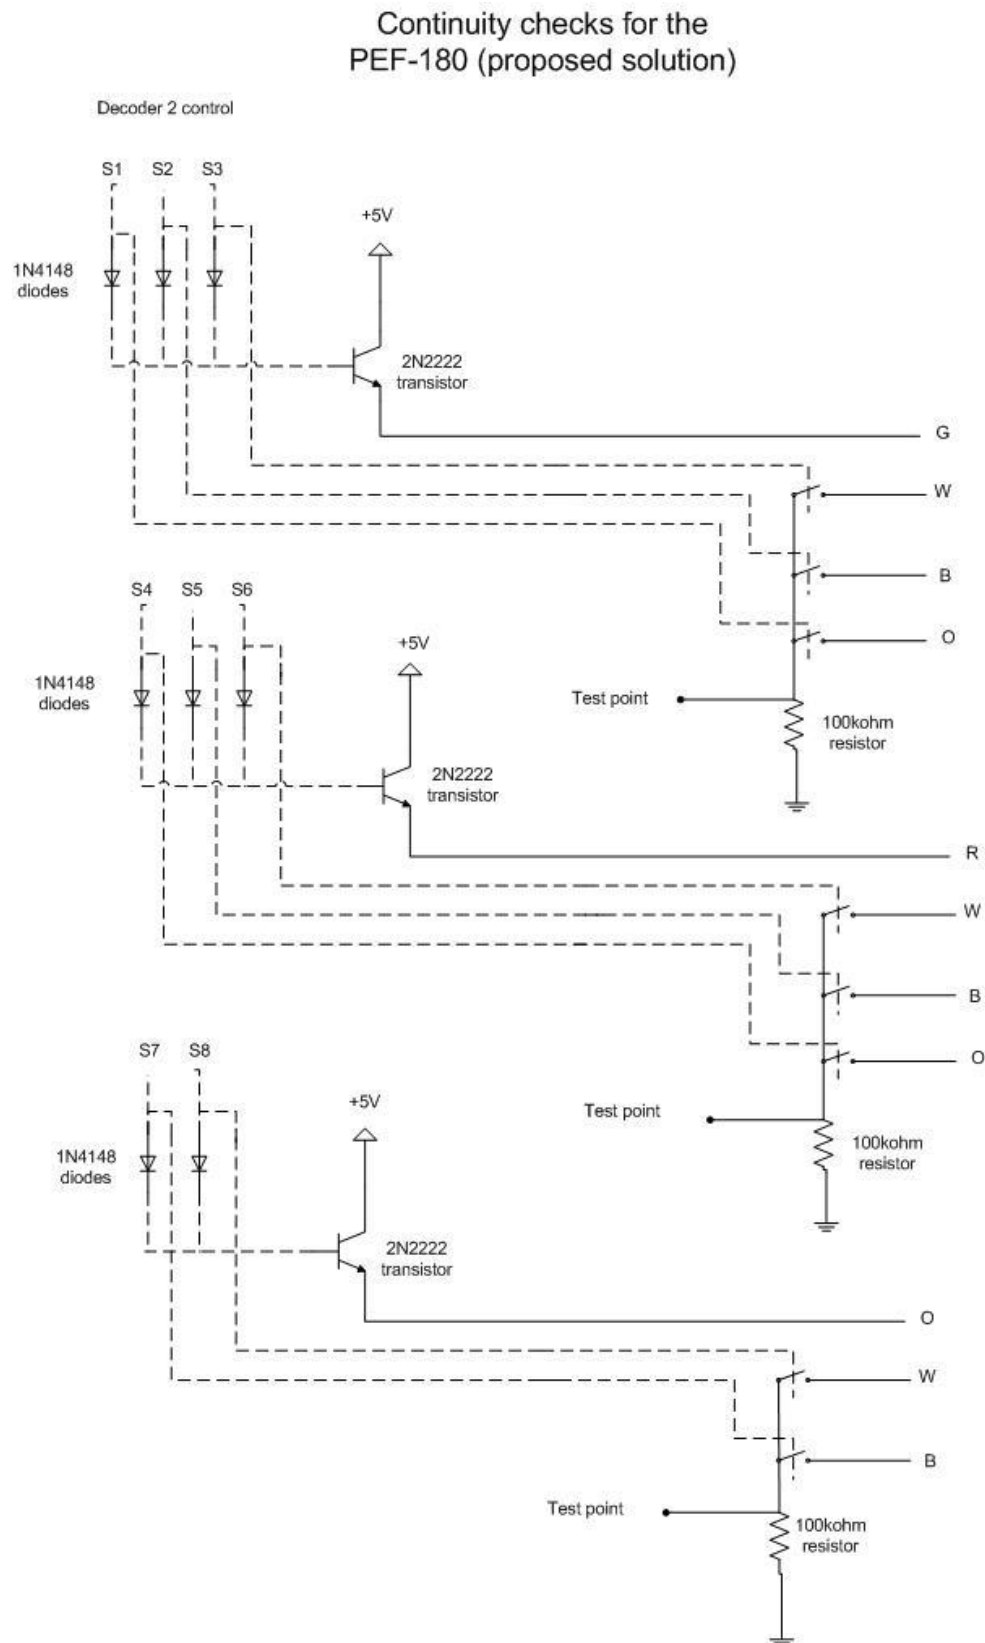 Continuity checks for the
PEF-180 (proposed solution)
Decoder 2 control
S1 S2 S3
+5V
1N4148
diodes
2N2222
transistor
G
W
B
O
Test point
100kohm
resistor
S4 S5 S6
+5V
1N4148
diodes
2N2222
transistor
R
W
B
O
Test point
100kohm
resistor
S7 S8
+5V
1N4148
diodes
2N2222
transistor
O
W
B
Test point
100kohm
resistor